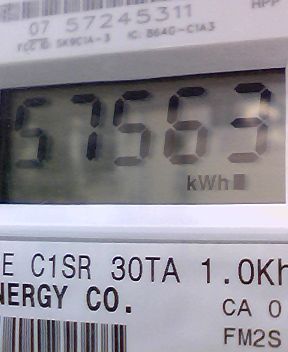 HPP
07 57245311
FCC ID: SK9C1A-3 IC: 864G-C1A3
57563
kWh
E C1SR 30TA 1.0Kh
NERGY CO.
CA 0
FM2S